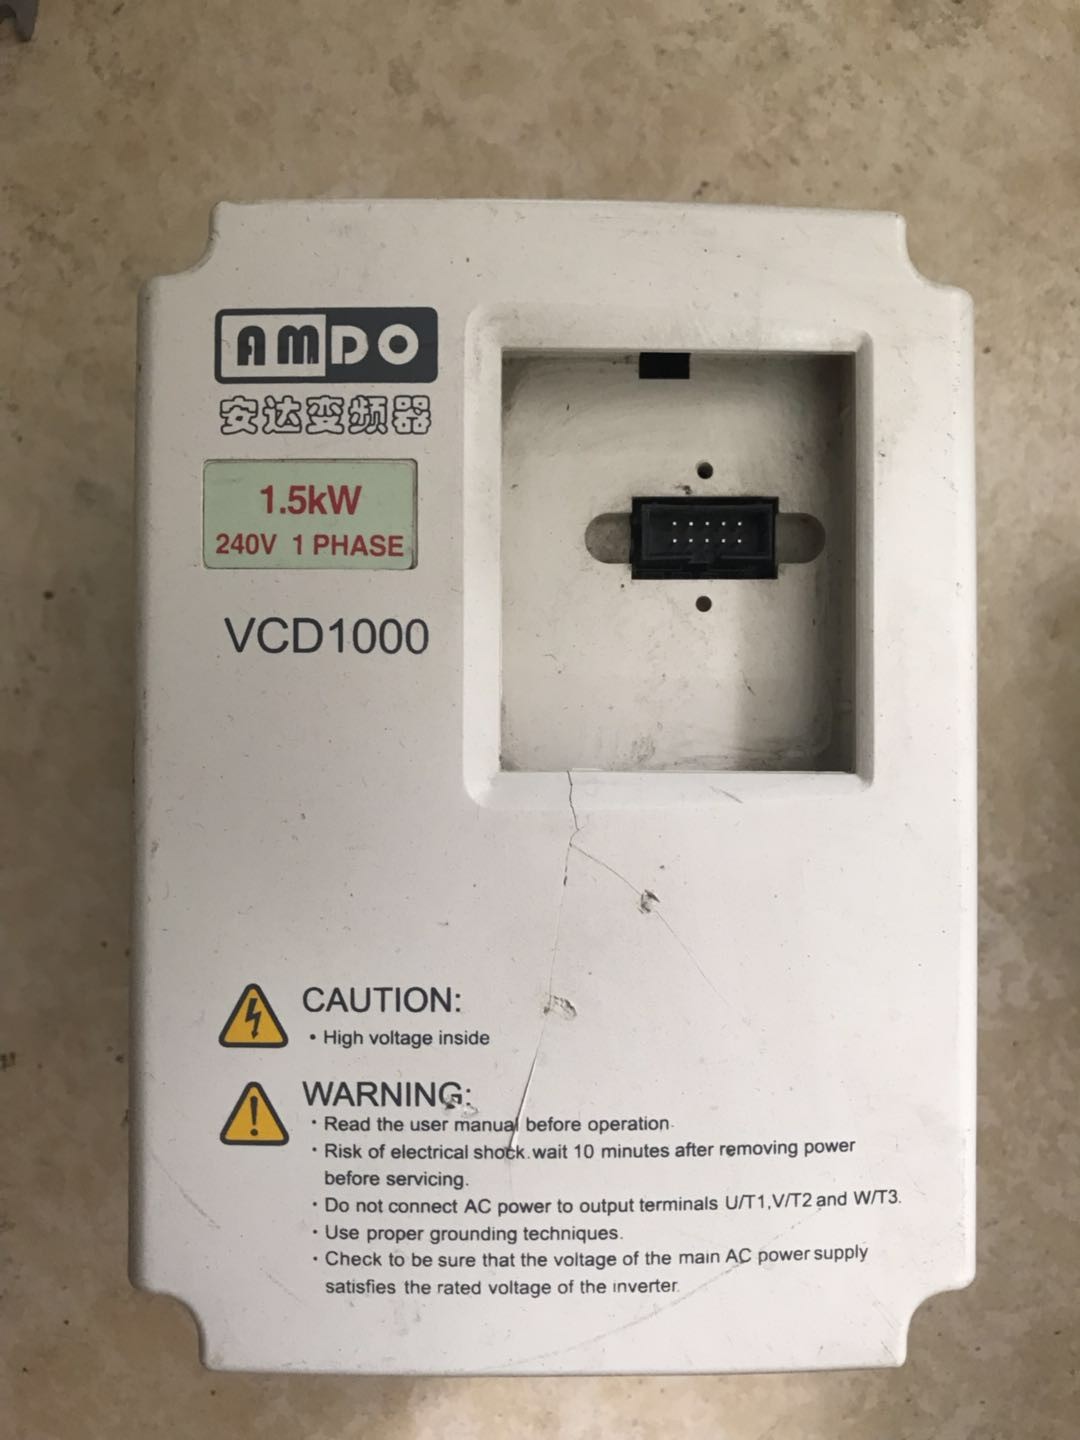 AMDO
安达变频器
1.5kW
240V 1 PHASE
VCD1000
CAUTION:
• High voltage inside
WARNING:
• Read the user manual before operation.
• Risk of electrical shock.wait 10 minutes after removing power
before servicing.
• Do not connect AC power to output terminals U/T1,V/T2 and W/T3.
• Use proper grounding techniques.
• Check to be sure that the voltage of the main AC power supply
satisfies the rated voltage of the inverter.